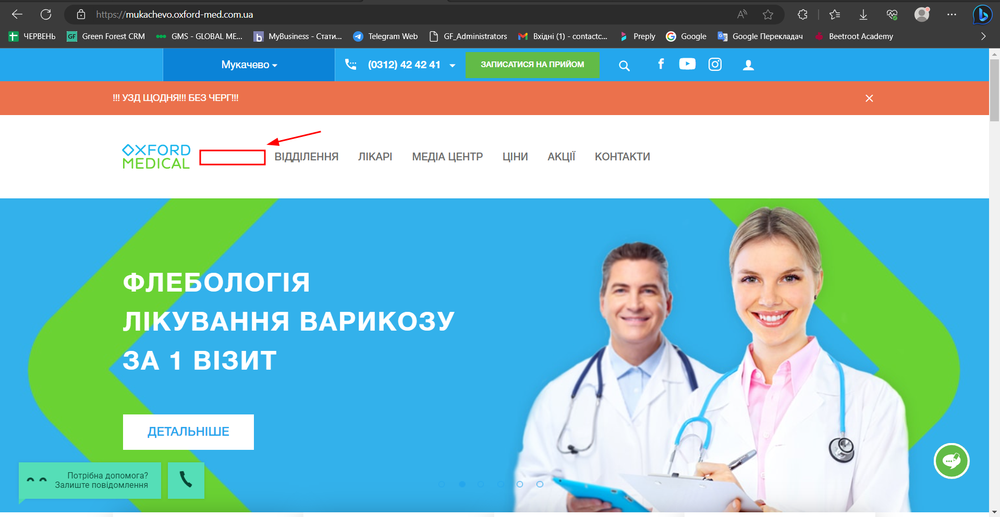 https://mukachevo.oxford-med.com.ua
ЧЕРВЕНЬ
GF Green Forest CRM
GMS - GLOBAL ME...
b MyBusiness - Стати...
Telegram Web
GF_Administrators
Вхідні (1) - contactc...
Preply
Google
Google Перекладач
Beetroot Academy
Мукачево
(0312) 42 42 41
ЗАПИСАТИСЯ НА ПРИЙОМ
!!! УЗД ЩОДНЯ!!! БЕЗ ЧЕРГ!!!
OXFORD
MEDICAL
ВІДДІЛЕННЯ
ЛІКАРІ
МЕДІА ЦЕНТР
ЦІНИ
АКЦІЇ
КОНТАКТИ
ФЛЕБОЛОГІЯ
ЛІКУВАННЯ ВАРИКОЗУ
ЗА 1 ВІЗИТ
ДЕТАЛЬНІШЕ
Потрібна допомога?
Залиште повідомлення